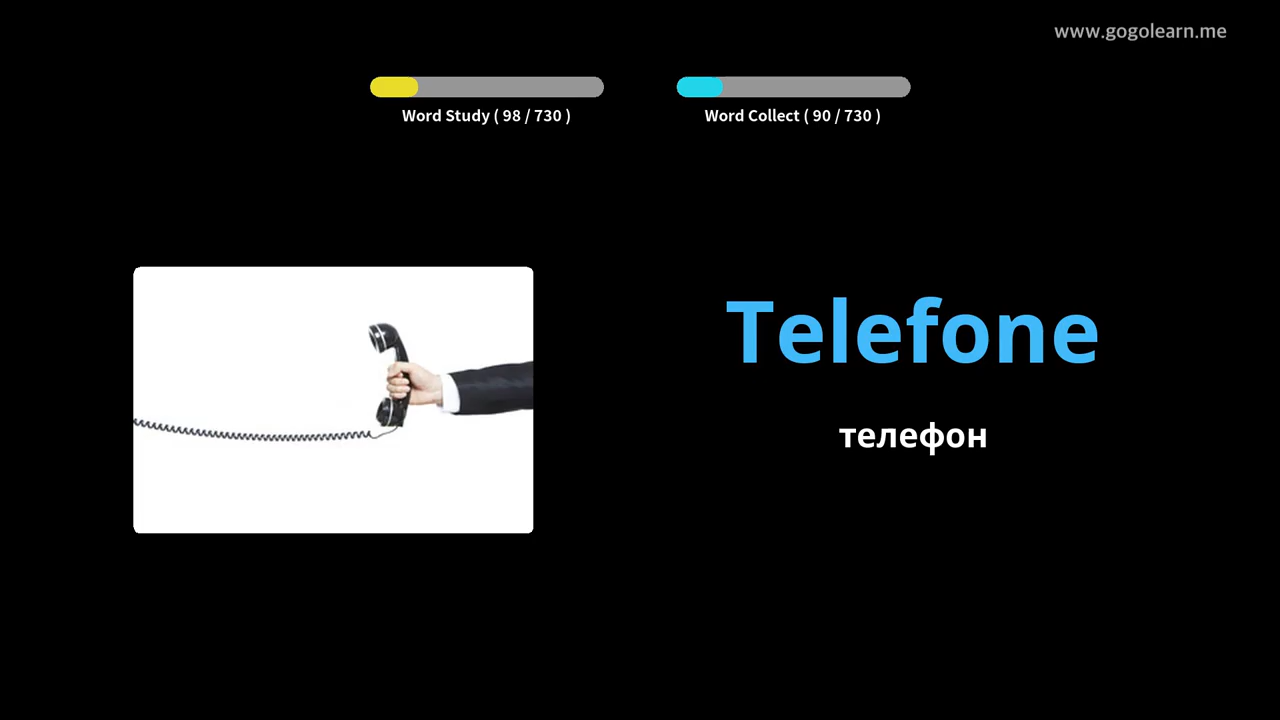 www.gogolearn.me
Word Study ( 98 / 730 )
Word Collect ( 90 / 730 )
Telefone
телефон